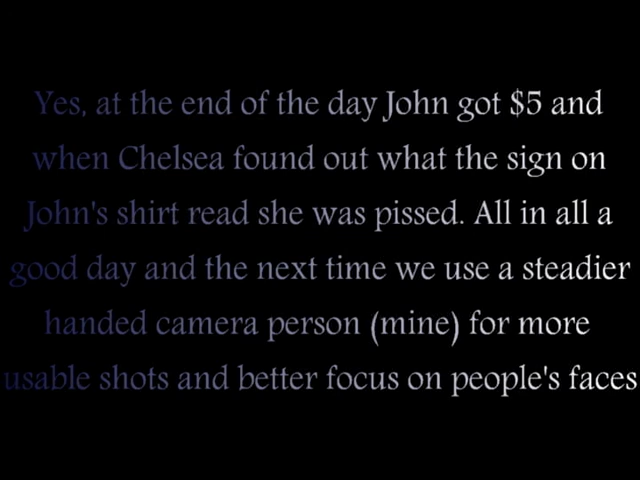 Yes, at the end of the day John got $5 and
when Chelsea found out what the sign on
John's shirt read she was pissed. All in all a
good day and the next time we use a steadier
handed camera person (mine) for more
usable shots and better focus on people's faces